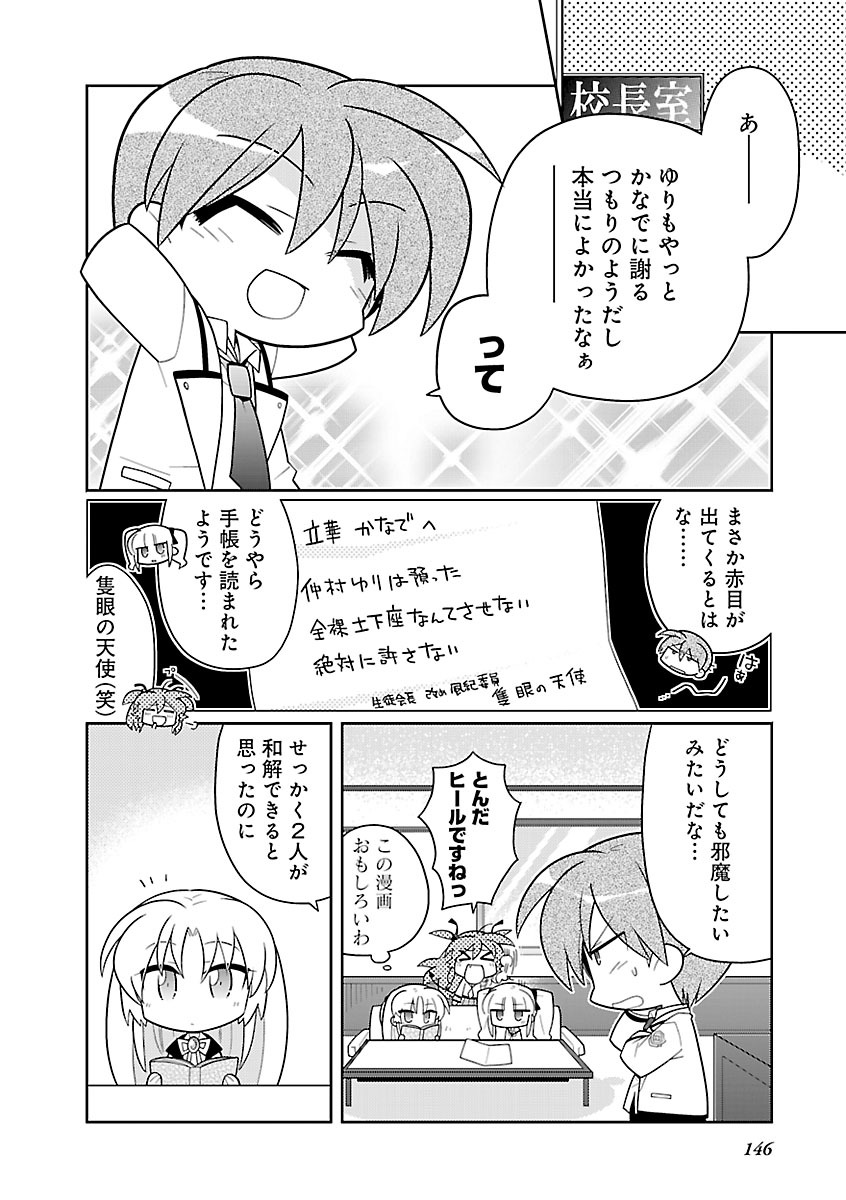 校長室
あ――
ゆりもやっと
かなでに謝る
つもりのようだし
本当によかったなぁ――
って
まさか赤目が
出てくるとは
な……
はぁ
立華 かなでへ
仲村ゆりは預った
全裸土下座なんてさせない
絶対に許さない
生徒会長 改め風紀委員 隻眼の天使
どうやら
手帳を読まれた
ようです…
隻眼の天使(笑)
どうしても邪魔したい
みたいだな…
とんだ
ヒールですねっ
この漫画
おもしろいわ
せっかく2人が
和解できると
思ったのに
146